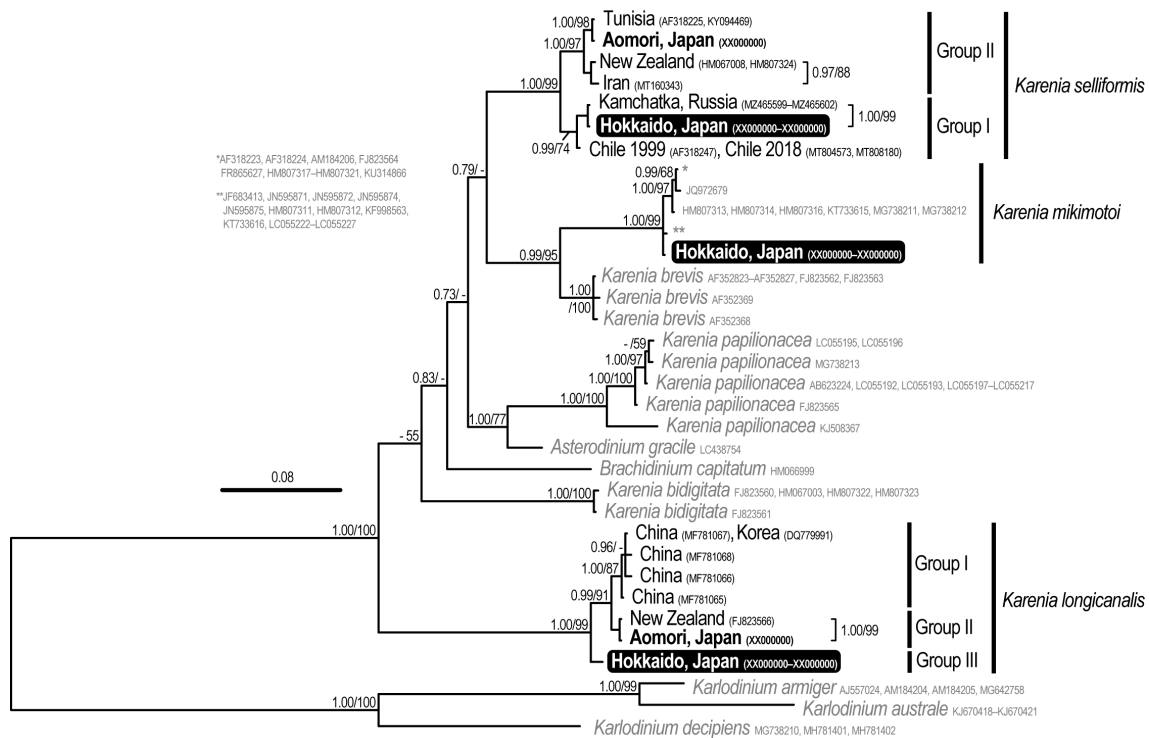 1.00/98
Tunisia (AF318225, KY094469)
Aomori, Japan (XX000000)
1.00/97
New Zealand (HM067008, HM807324)
0.97/88
Iran (MT160343)
Group II
1.00/99
Kamchatka, Russia (MZ465599–MZ465602)
1.00/99
Hokkaido, Japan (XX000000–XX000000)
Group I
Karenia selliformis
0.99/74
Chile 1999 (AF318247), Chile 2018 (MT804573, MT808180)
*AF318223, AF318224, AM184206, FJ823564
FR865627, HM807317–HM807321, KU314866
**JF683413, JN595871, JN595872, JN595874,
JN595875, HM807311, HM807312, KF998563,
KT733616, LC055222–LC055227
0.79/ -
0.99/68
*
1.00/97
JQ972679
HM807313, HM807314, HM807316, KT733615, MG738211, MG738212
1.00/99
**
Hokkaido, Japan (XX000000–XX000000)
Karenia mikimotoi
0.99/95
Karenia brevis AF352823–AF352827, FJ823562, FJ823563
1.00
/100
Karenia brevis AF352369
Karenia brevis AF352368
0.73/ -
- /59
Karenia papilionacea LC055195, LC055196
1.00/97
Karenia papilionacea MG738213
1.00/100
Karenia papilionacea AB623224, LC055192, LC055193, LC055197–LC055217
1.00/100
Karenia papilionacea FJ823565
Karenia papilionacea KJ508367
0.83/ -
1.00/77
Asterodinium gracile LC438754
- 55
Brachidinium capitatum HM066999
0.08
1.00/100
Karenia bidigitata FJ823560, HM067003, HM807322, HM807323
Karenia bidigitata FJ823561
1.00/100
China (MF781067), Korea (DQ779991)
0.96/ -
China (MF781068)
1.00/87
China (MF781066)
China (MF781065)
Group I
0.99/91
New Zealand (FJ823566)
Aomori, Japan (XX000000)
1.00/99
Group II
1.00/99
Hokkaido, Japan (XX000000–XX000000)
Group III
Karenia longicanalis
1.00/99
Karlodinium armiger AJ557024, AM184204, AM184205, MG642758
1.00/100
Karlodinium australe KJ670418–KJ670421
Karlodinium decipiens MG738210, MH781401, MH781402